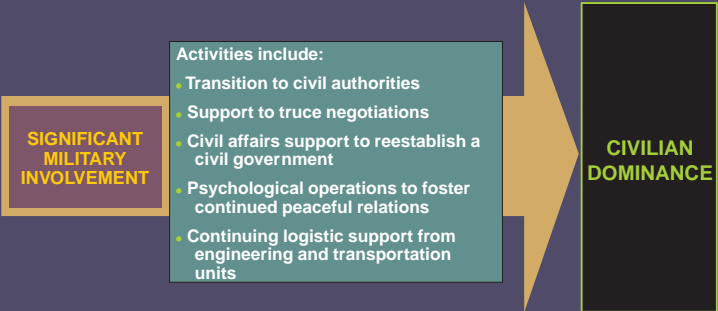 SIGNIFICANT
MILITARY
INVOLVEMENT
Activities include:
• Transition to civil authorities
• Support to truce negotiations
• Civil affairs support to reestablish a
civil government
• Psychological operations to foster
continued peaceful relations
• Continuing logistic support from
engineering and transportation
units
CIVILIAN
DOMINANCE